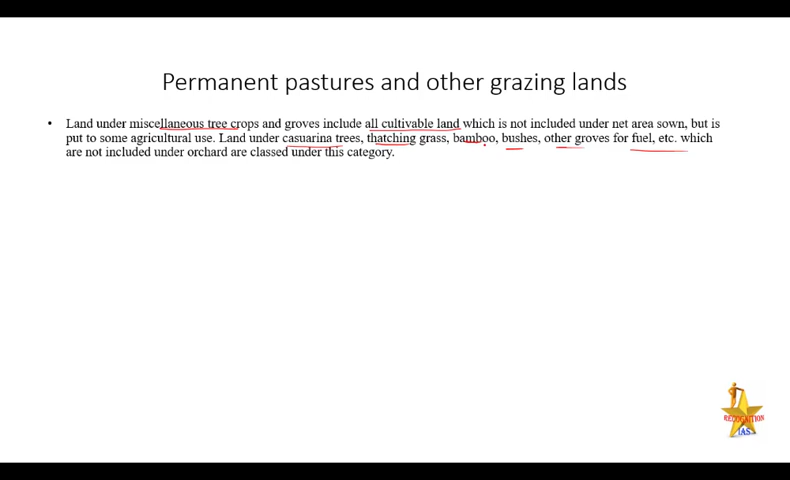 Permanent pastures and other grazing lands
• Land under miscellaneous tree crops and groves include all cultivable land which is not included under net area sown, but is
put to some agricultural use. Land under casuarina trees, thatching grass, bamboo, bushes, other groves for fuel, etc. which
are not included under orchard are classed under this category.
RECOGNITION
IAS